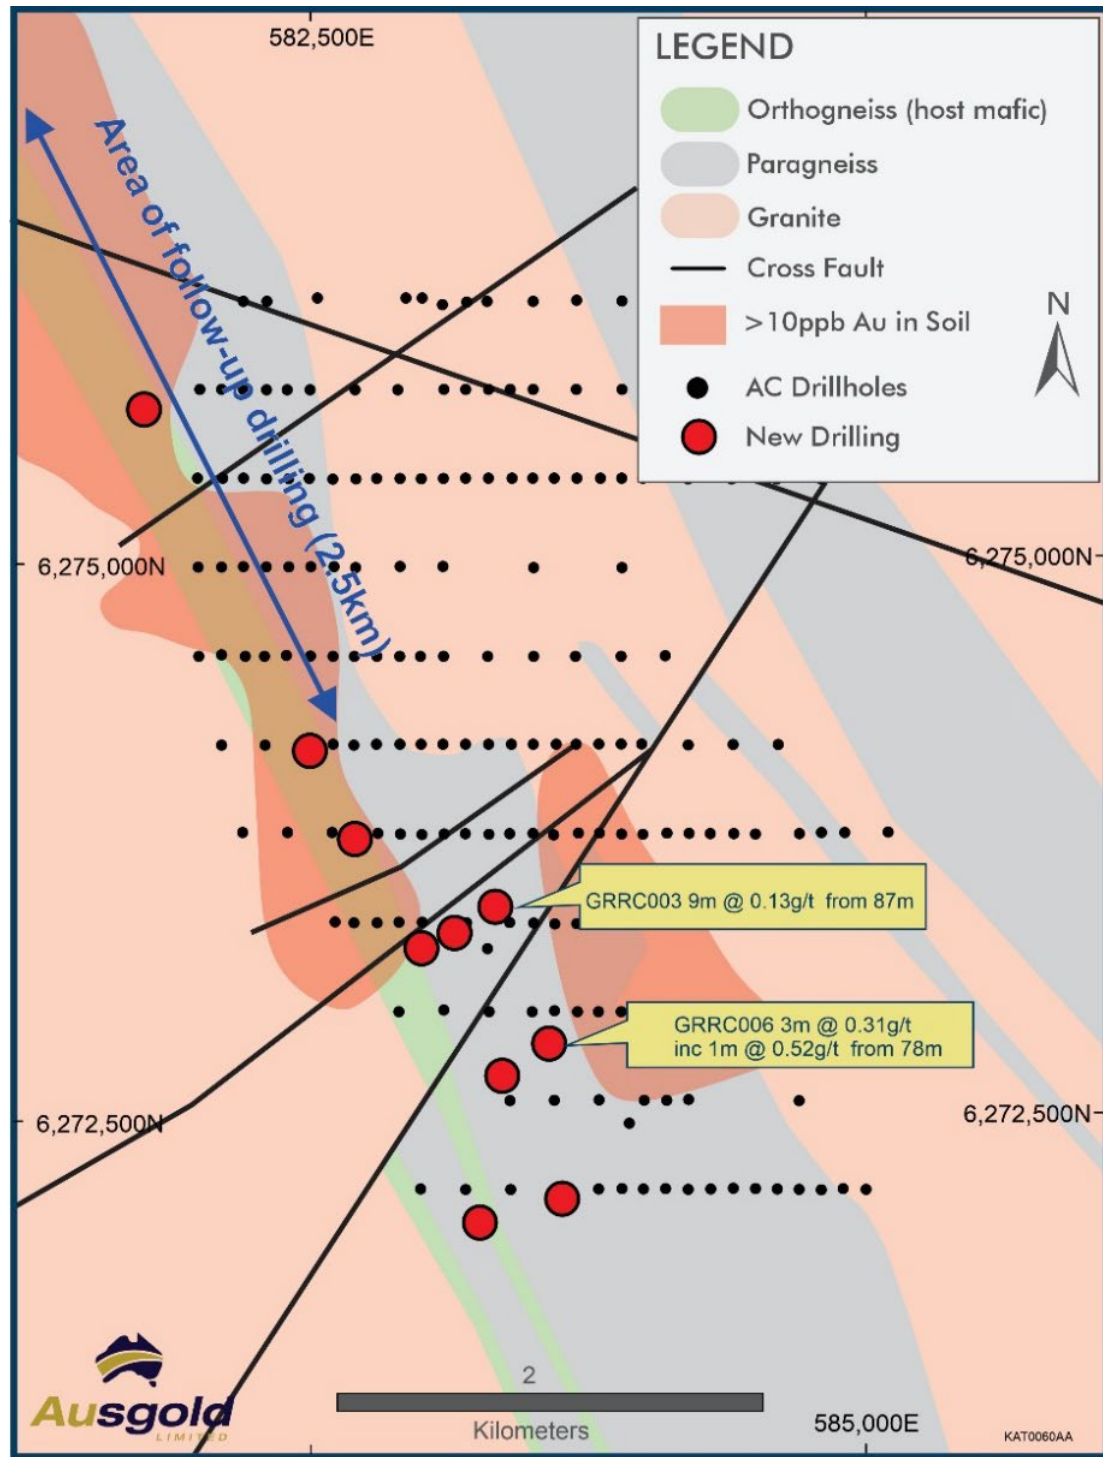 582,500E
LEGEND
Orthogneiss (host mafic)
Paragneiss
Granite
Cross Fault
>10ppb Au in Soil
N
AC Drillholes
New Drilling
Area of follow-up drilling (2.5km)
6,275,000N
6,275,000N
GRRC003 9m @ 0.13g/t from 87m
GRRC006 3m @ 0.31g/t
inc 1m @ 0.52g/t from 78m
6,272,500N
6,272,500N
Ausgold
LIMITED
2
Kilometers
585,000E
KAT0060AA